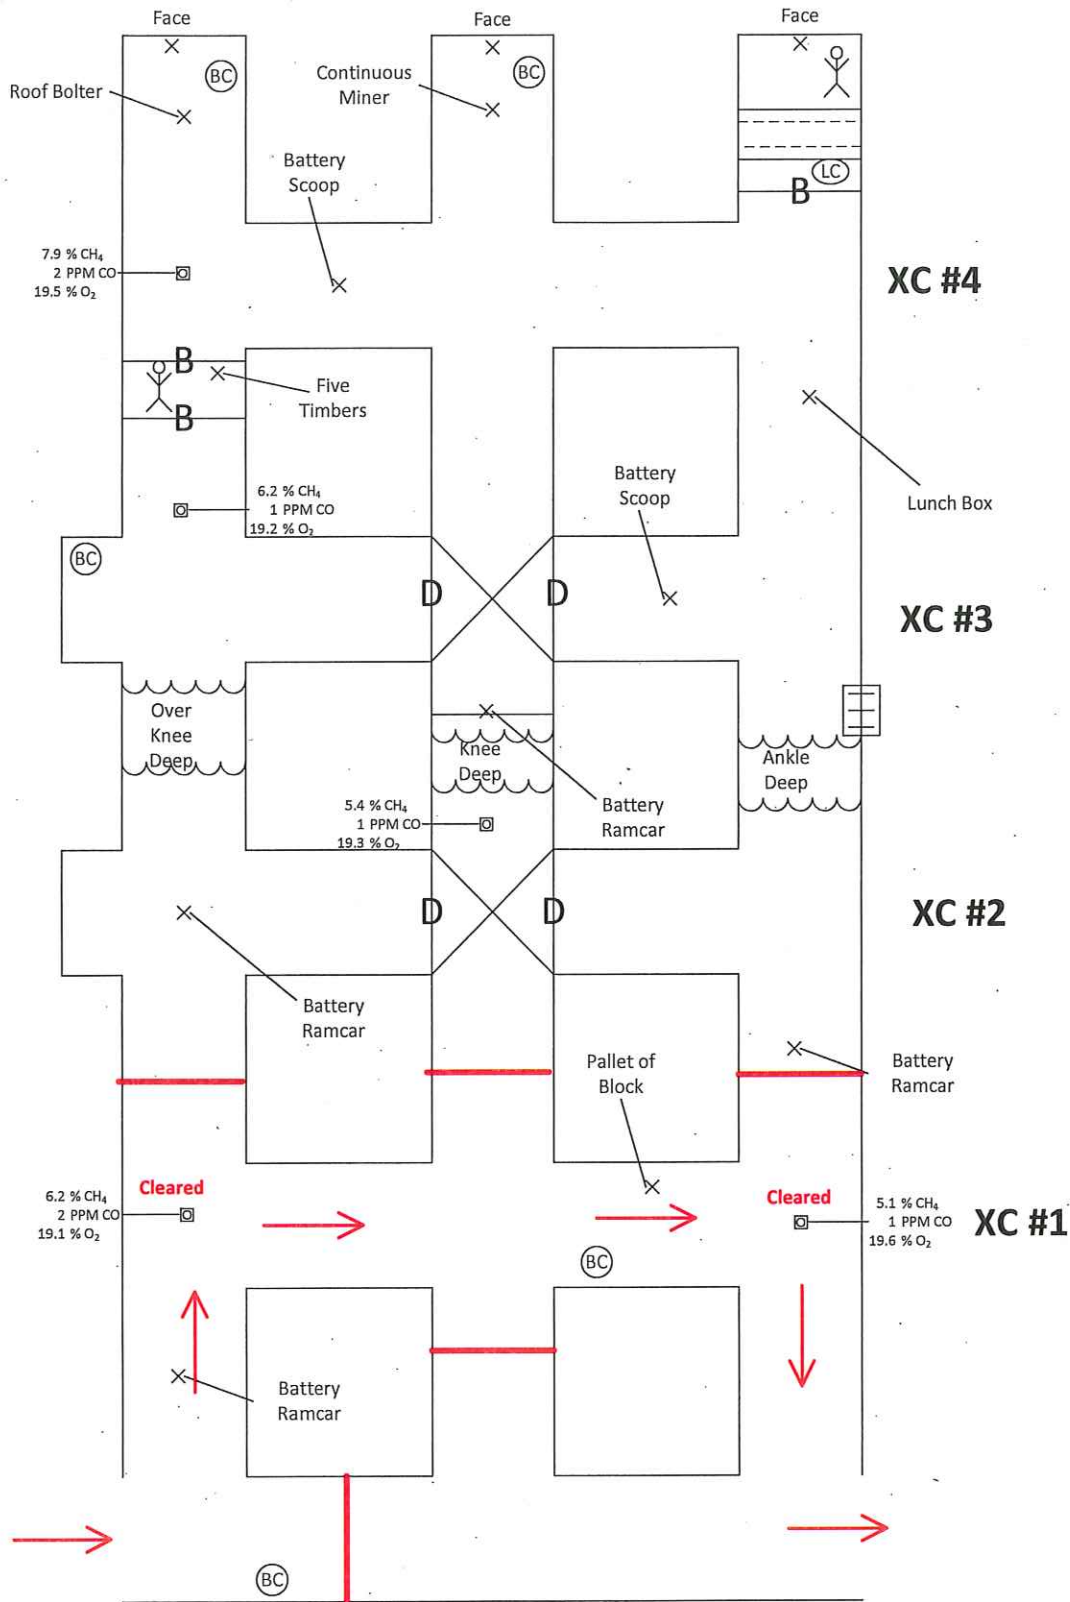 Face
Face
Face
BC
BC
Roof Bolter
Continuous
Miner
Battery
Scoop
LC
B
7.9 % CH₄
2 PPM CO
19.5 % O₂
XC #4
B
Five
Timbers
B
Lunch Box
Battery
Scoop
6.2 % CH₄
1 PPM CO
19.2 % O₂
BC
D
D
XC #3
Over
Knee
Deep
Knee
Deep
Ankle
Deep
Battery
Ramcar
5.4 % CH₄
1 PPM CO
19.3 % O₂
D
D
XC #2
Battery
Ramcar
Pallet of
Block
Battery
Ramcar
Cleared
6.2 % CH₄
2 PPM CO
19.1 % O₂
Cleared
5.1 % CH₄
1 PPM CO
19.6 % O₂
XC #1
BC
Battery
Ramcar
BC